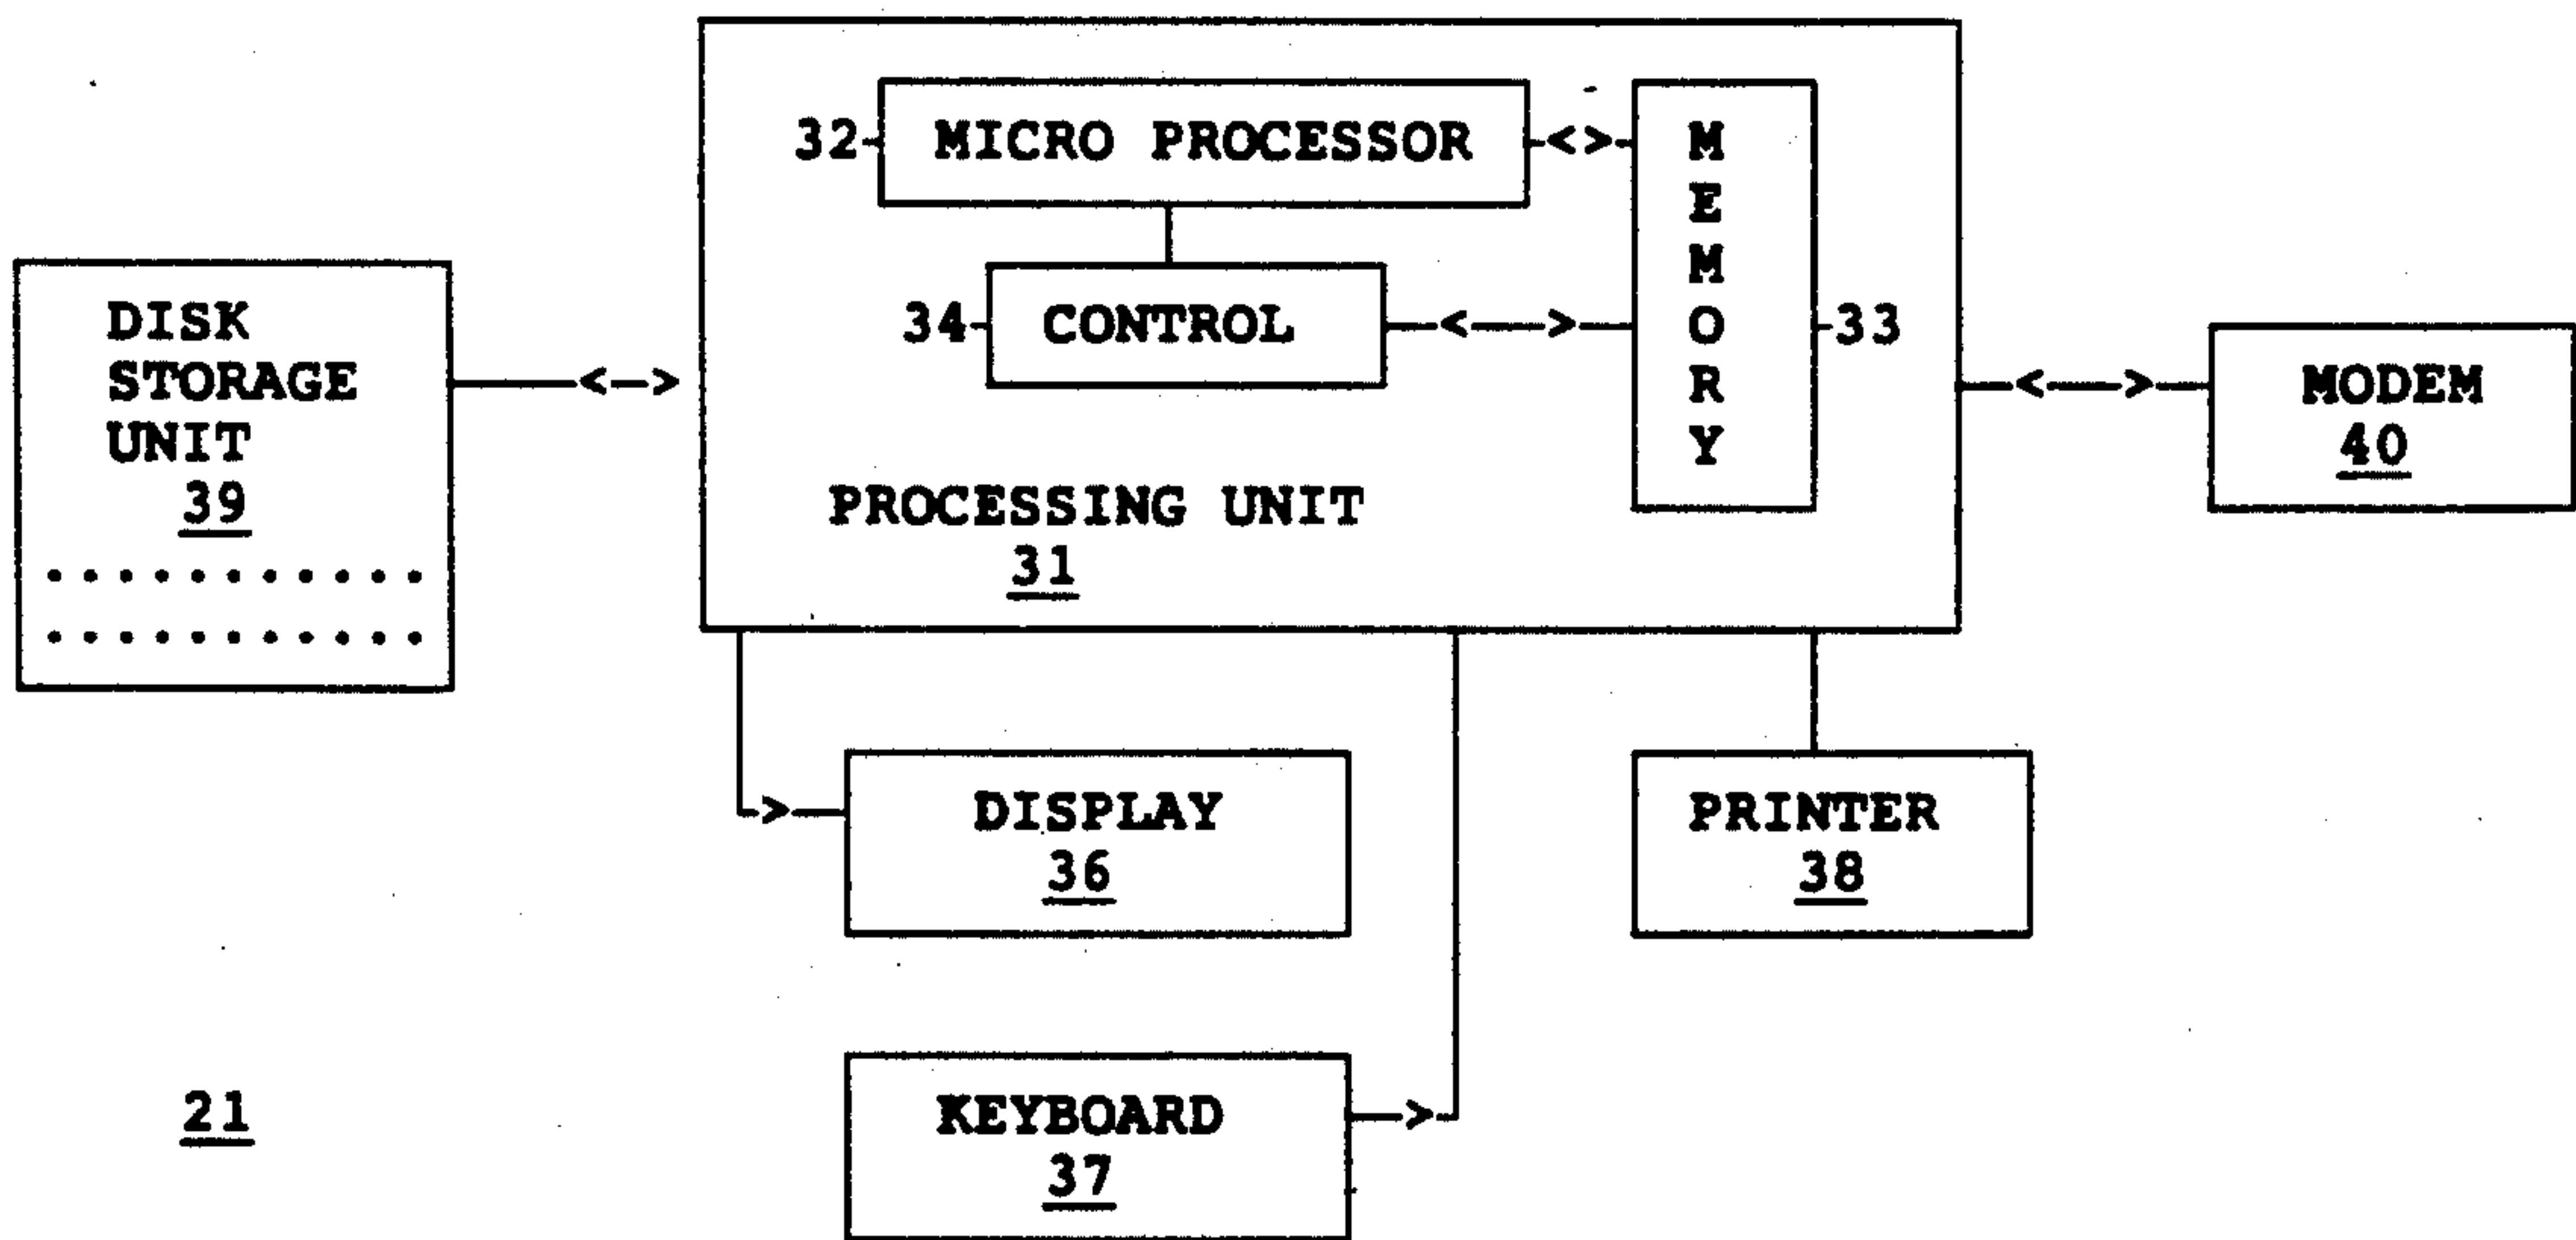 32
MICRO PROCESSOR
<>
MEMORY
34
CONTROL
<-->
33
DISK
STORAGE
UNIT
39
<->
PROCESSING UNIT
31
<-->
MODEM
40
>
DISPLAY
36
PRINTER
38
KEYBOARD
37
>
21